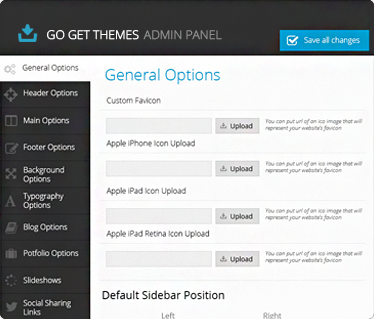 GO GET THEMES ADMIN PANEL
Save all changes
General Options
Header Options
Main Options
Footer Options
Background
Options
Typography
Options
Blog Options
Potfolio Options
Slideshows
Social Sharing
Links
General Options
Custom Favicon
Upload
You can put url of an ico image that will
represent your website's favicon
Apple iPhone Icon Upload
Upload
You can put url of an ico image that will
represent your website's favicon
Apple iPad Icon Upload
Upload
You can put url of an ico image that will
represent your website's favicon
Apple iPad Retina Icon Upload
Upload
You can put url of an ico image that will
represent your website's favicon
Default Sidebar Position
Left Right